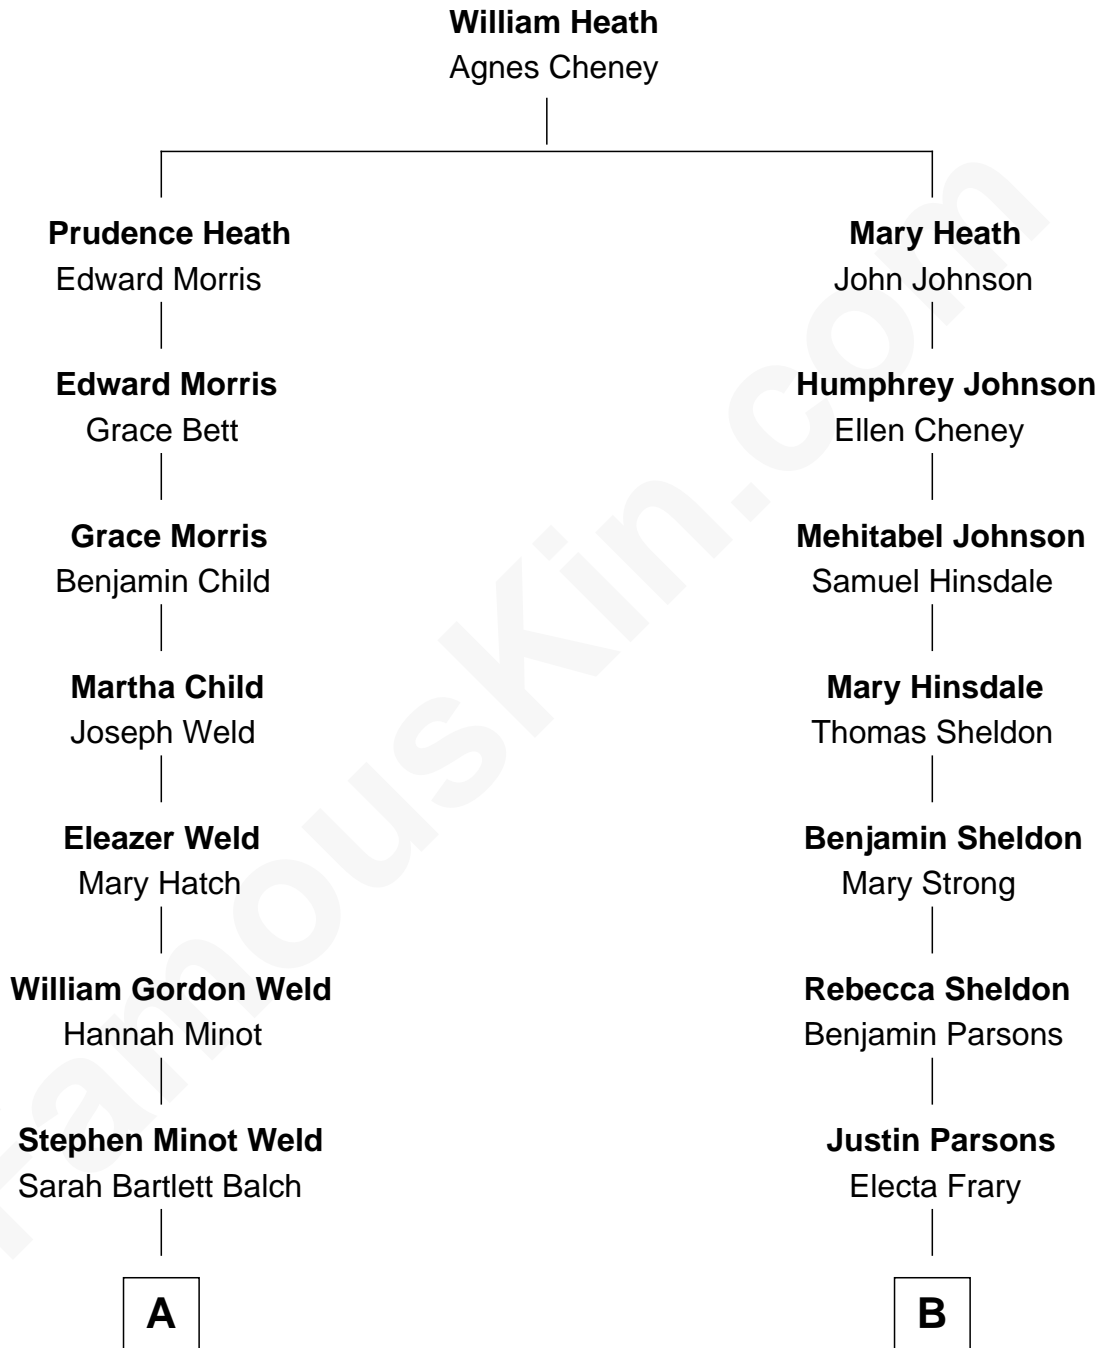 William Heath
Agnes Cheney
Prudence Heath
Edward Morris
Mary Heath
John Johnson
Edward Morris
Grace Bett
Humphrey Johnson
Ellen Cheney
Grace Morris
Benjamin Child
Mehitabel Johnson
Samuel Hinsdale
Martha Child
Joseph Weld
Mary Hinsdale
Thomas Sheldon
Eleazer Weld
Mary Hatch
Benjamin Sheldon
Mary Strong
William Gordon Weld
Hannah Minot
Rebecca Sheldon
Benjamin Parsons
Stephen Minot Weld
Sarah Bartlett Balch
Justin Parsons
Electa Frary
A
B
FamousKin.com